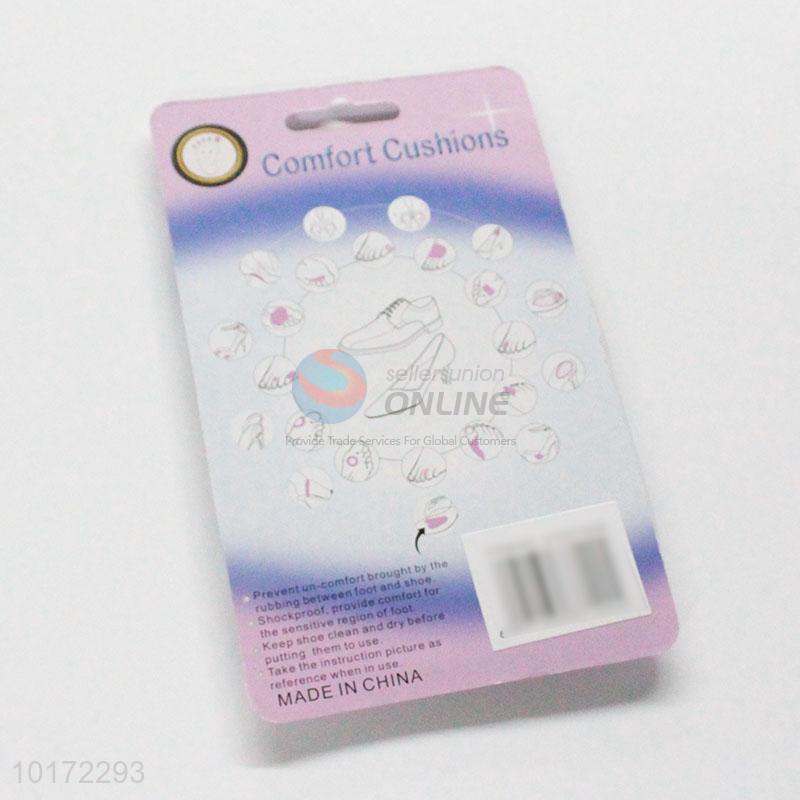 Comfort Cushions
sellersunion
ONLINE
Provide Trade Services For Global Customers
Prevent un-comfort brought by the
rubbing between foot and shoe.
Shockproof, provide comfort for
the sensitive region of foot.
Keep shoe clean and dry before
putting them to use.
Take the instruction picture as
reference when in use.
MADE IN CHINA
10172293